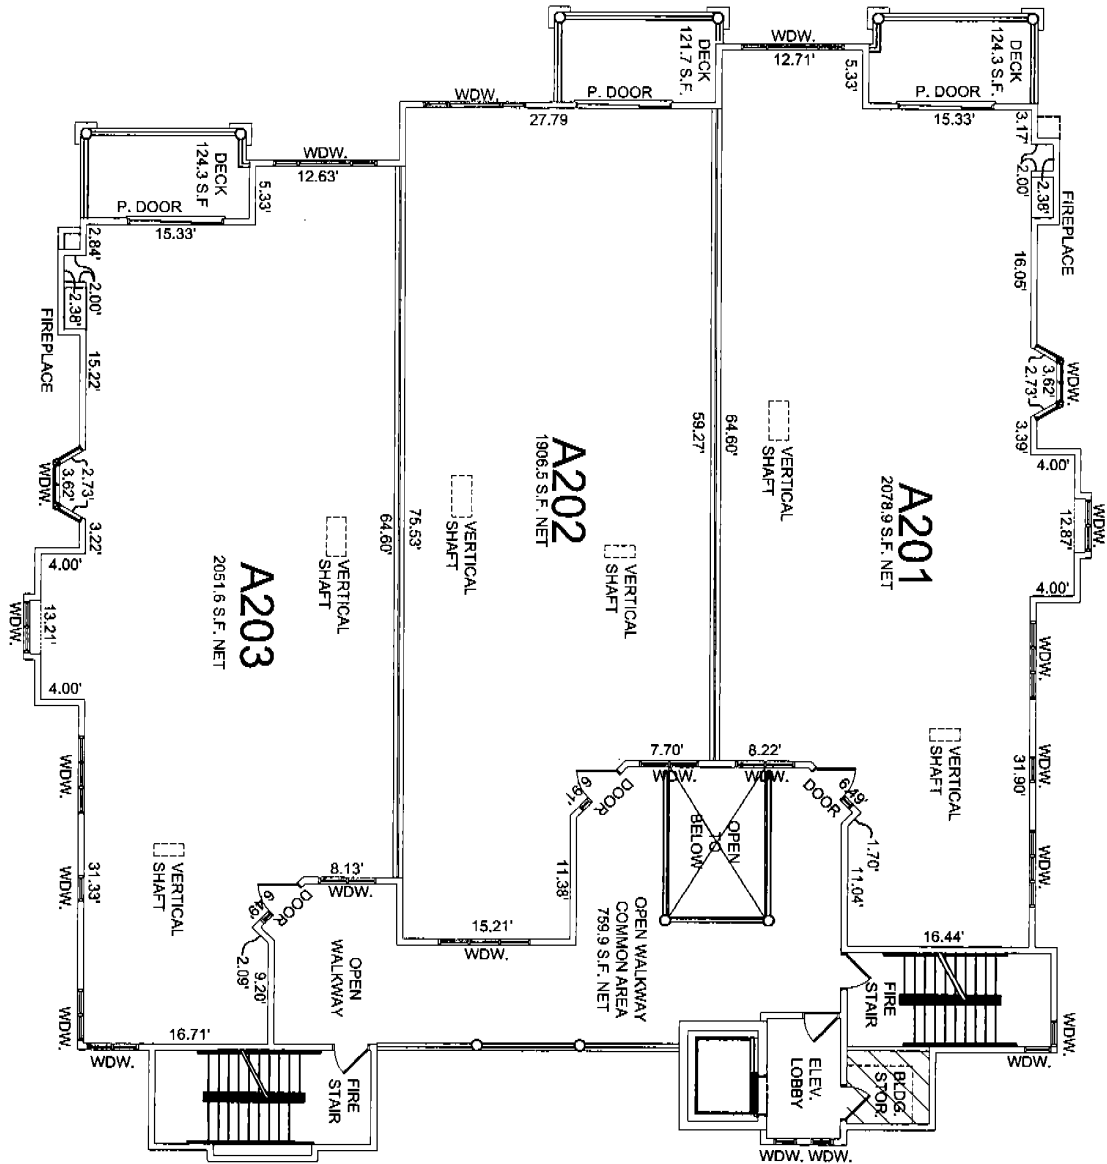 DECK
121.7 S.F.
WDW.
12.71'
5.33'
DECK
124.3 S.F.
P. DOOR
WDW.
27.79
P. DOOR
15.33'
3.17'
2.00'
2.38'
FIREPLACE
DECK
124.3 S.F
WDW.
12.63'
5.33'
P. DOOR
15.33'
2.84'
2.00'
2.38'
FIREPLACE
16.05'
15.22'
WDW.
3.62'
2.73'
3.39'
4.00'
59.27'
64.60'
VERTICAL
SHAFT
A202
1906.5 S.F. NET
A201
2078.9 S.F. NET
WDW.
12.87'
4.00'
WDW.
2.73'
3.62'
3.22'
4.00'
VERTICAL
SHAFT
64.60'
75.53'
VERTICAL
SHAFT
VERTICAL
SHAFT
A203
2051.6 S.F. NET
WDW.
13.21'
4.00'
WDW.
WDW.
WDW.
31.90'
VERTICAL
SHAFT
7.70'
WDW.
8.22'
WDW.
6.91'
DOOR
6.49'
DOOR
1.70'
11.04'
OPEN
TO
BELOW
WDW.
WDW.
WDW.
31.33'
VERTICAL
SHAFT
8.13'
WDW.
DOOR
6.49'
2.09'
9.20'
11.38'
15.21'
WDW.
OPEN
WALKWAY
OPEN WALKWAY
COMMON AREA
759.9 S.F. NET
16.44'
FIRE
STAIR
WDW.
WDW.
16.71'
WDW.
FIRE
STAIR
ELEV.
LOBBY
BLDG.
STOR.
WDW. WDW.